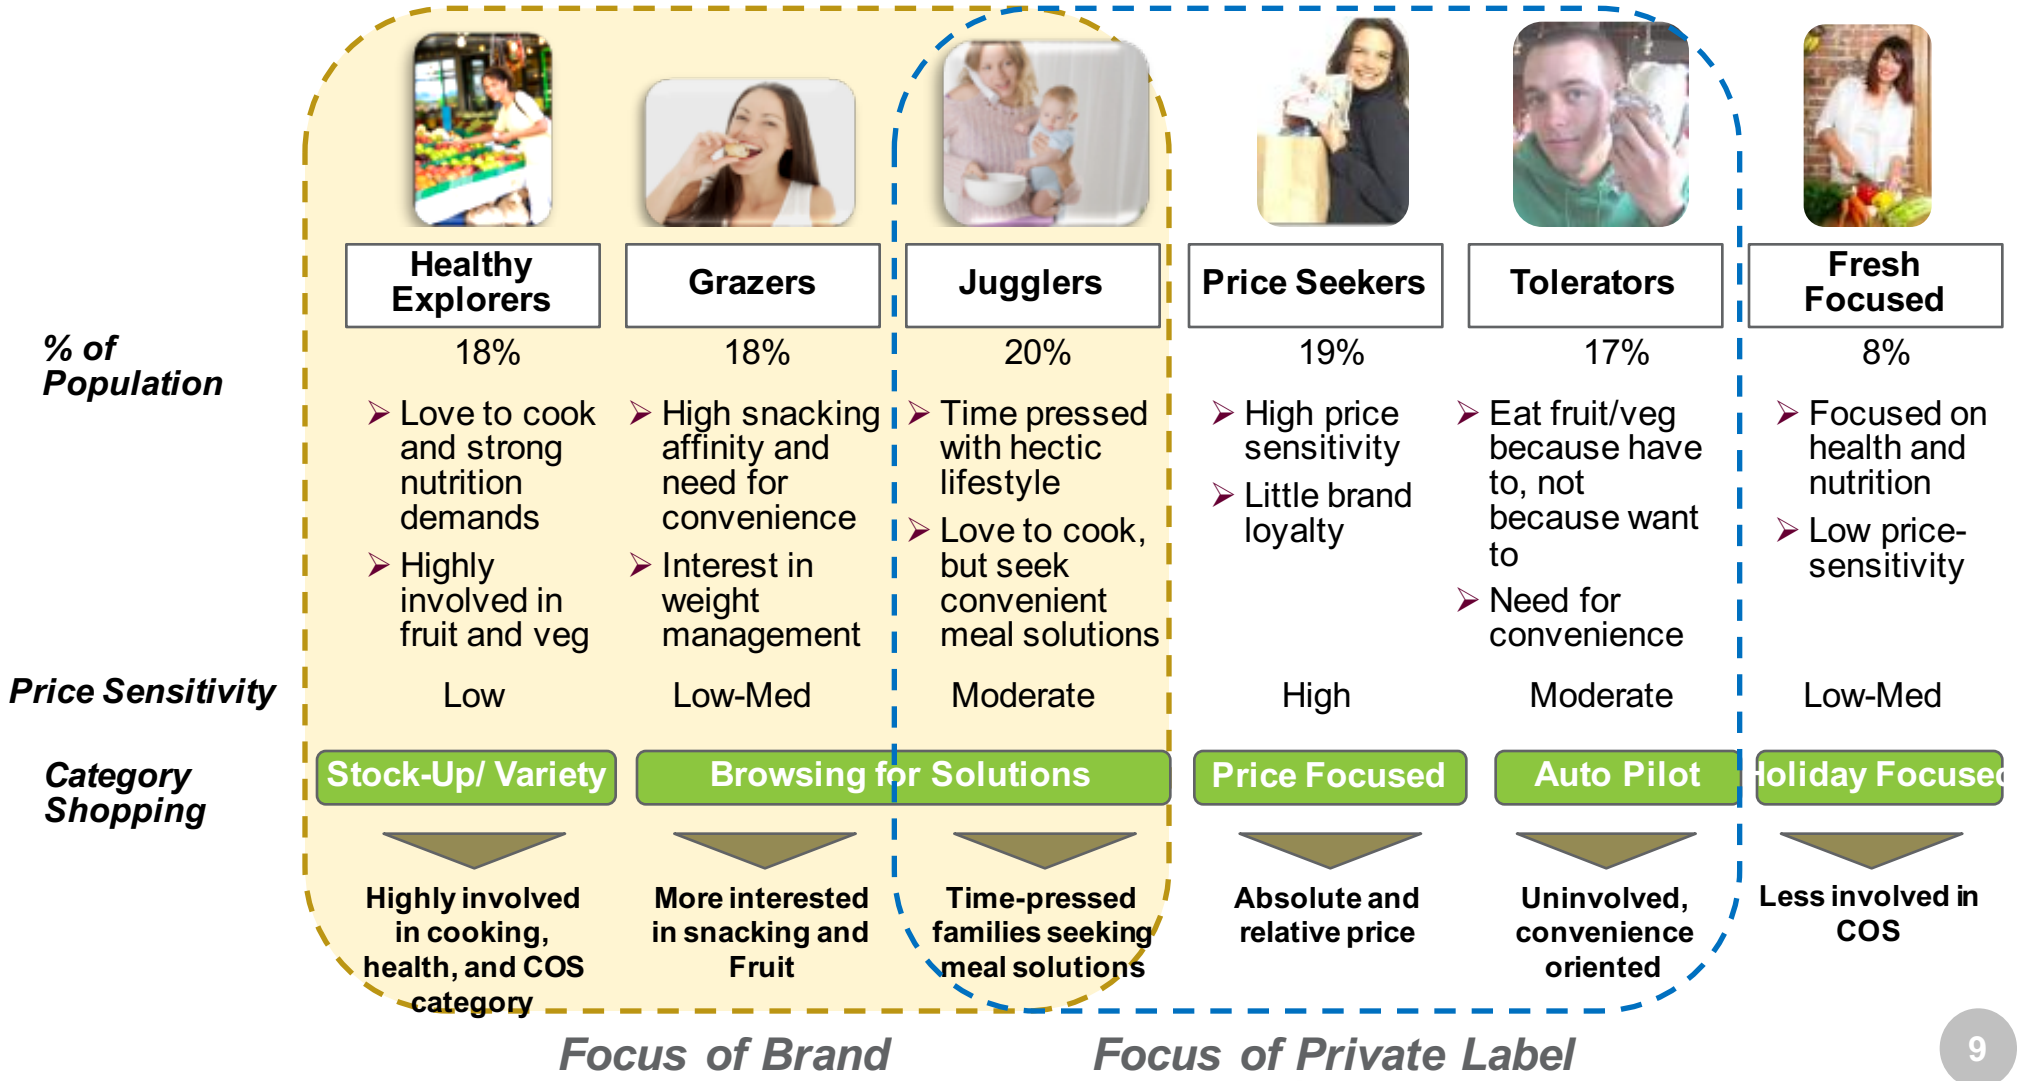 Healthy
Explorers
Grazers
Jugglers
Price Seekers
Tolerators
Fresh
Focused
% of
Population
18%
18%
20%
19%
17%
8%
Love to cook
and strong
nutrition
demands
Highly
involved in
fruit and veg
High snacking
affinity and
need for
convenience
Interest in
weight
management
Time pressed
with hectic
lifestyle
Love to cook,
but seek
convenient
meal solutions
High price
sensitivity
Little brand
loyalty
Eat fruit/veg
because have
to, not
because want
to
Need for
convenience
Focused on
health and
nutrition
Low price-
sensitivity
Price Sensitivity
Low
Low-Med
Moderate
High
Moderate
Low-Med
Category
Shopping
Stock-Up/ Variety
Browsing for Solutions
Price Focused
Auto Pilot
Holiday Focused
Highly involved
in cooking,
health, and COS
category
More interested
in snacking and
Fruit
Time-pressed
families seeking
meal solutions
Absolute and
relative price
Uninvolved,
convenience
oriented
Less involved in
COS
Focus of Brand
Focus of Private Label
9